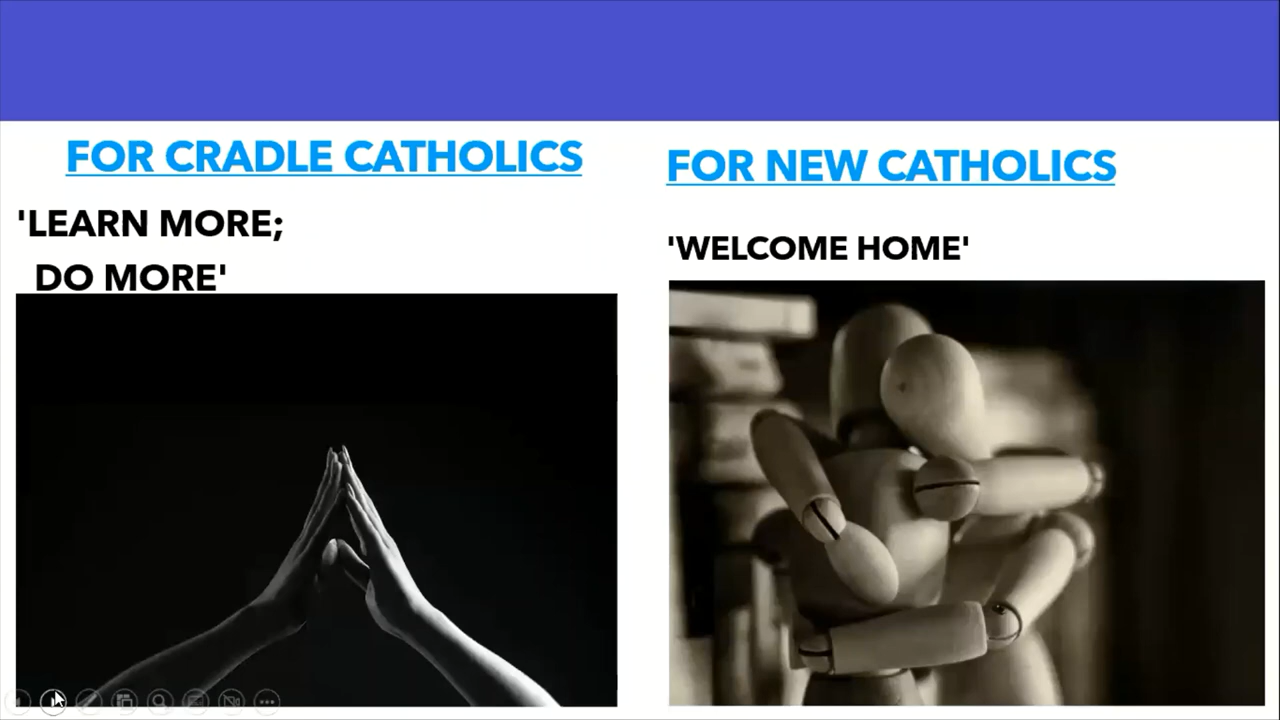 FOR CRADLE CATHOLICS
'LEARN MORE;
DO MORE'
FOR NEW CATHOLICS
'WELCOME HOME'